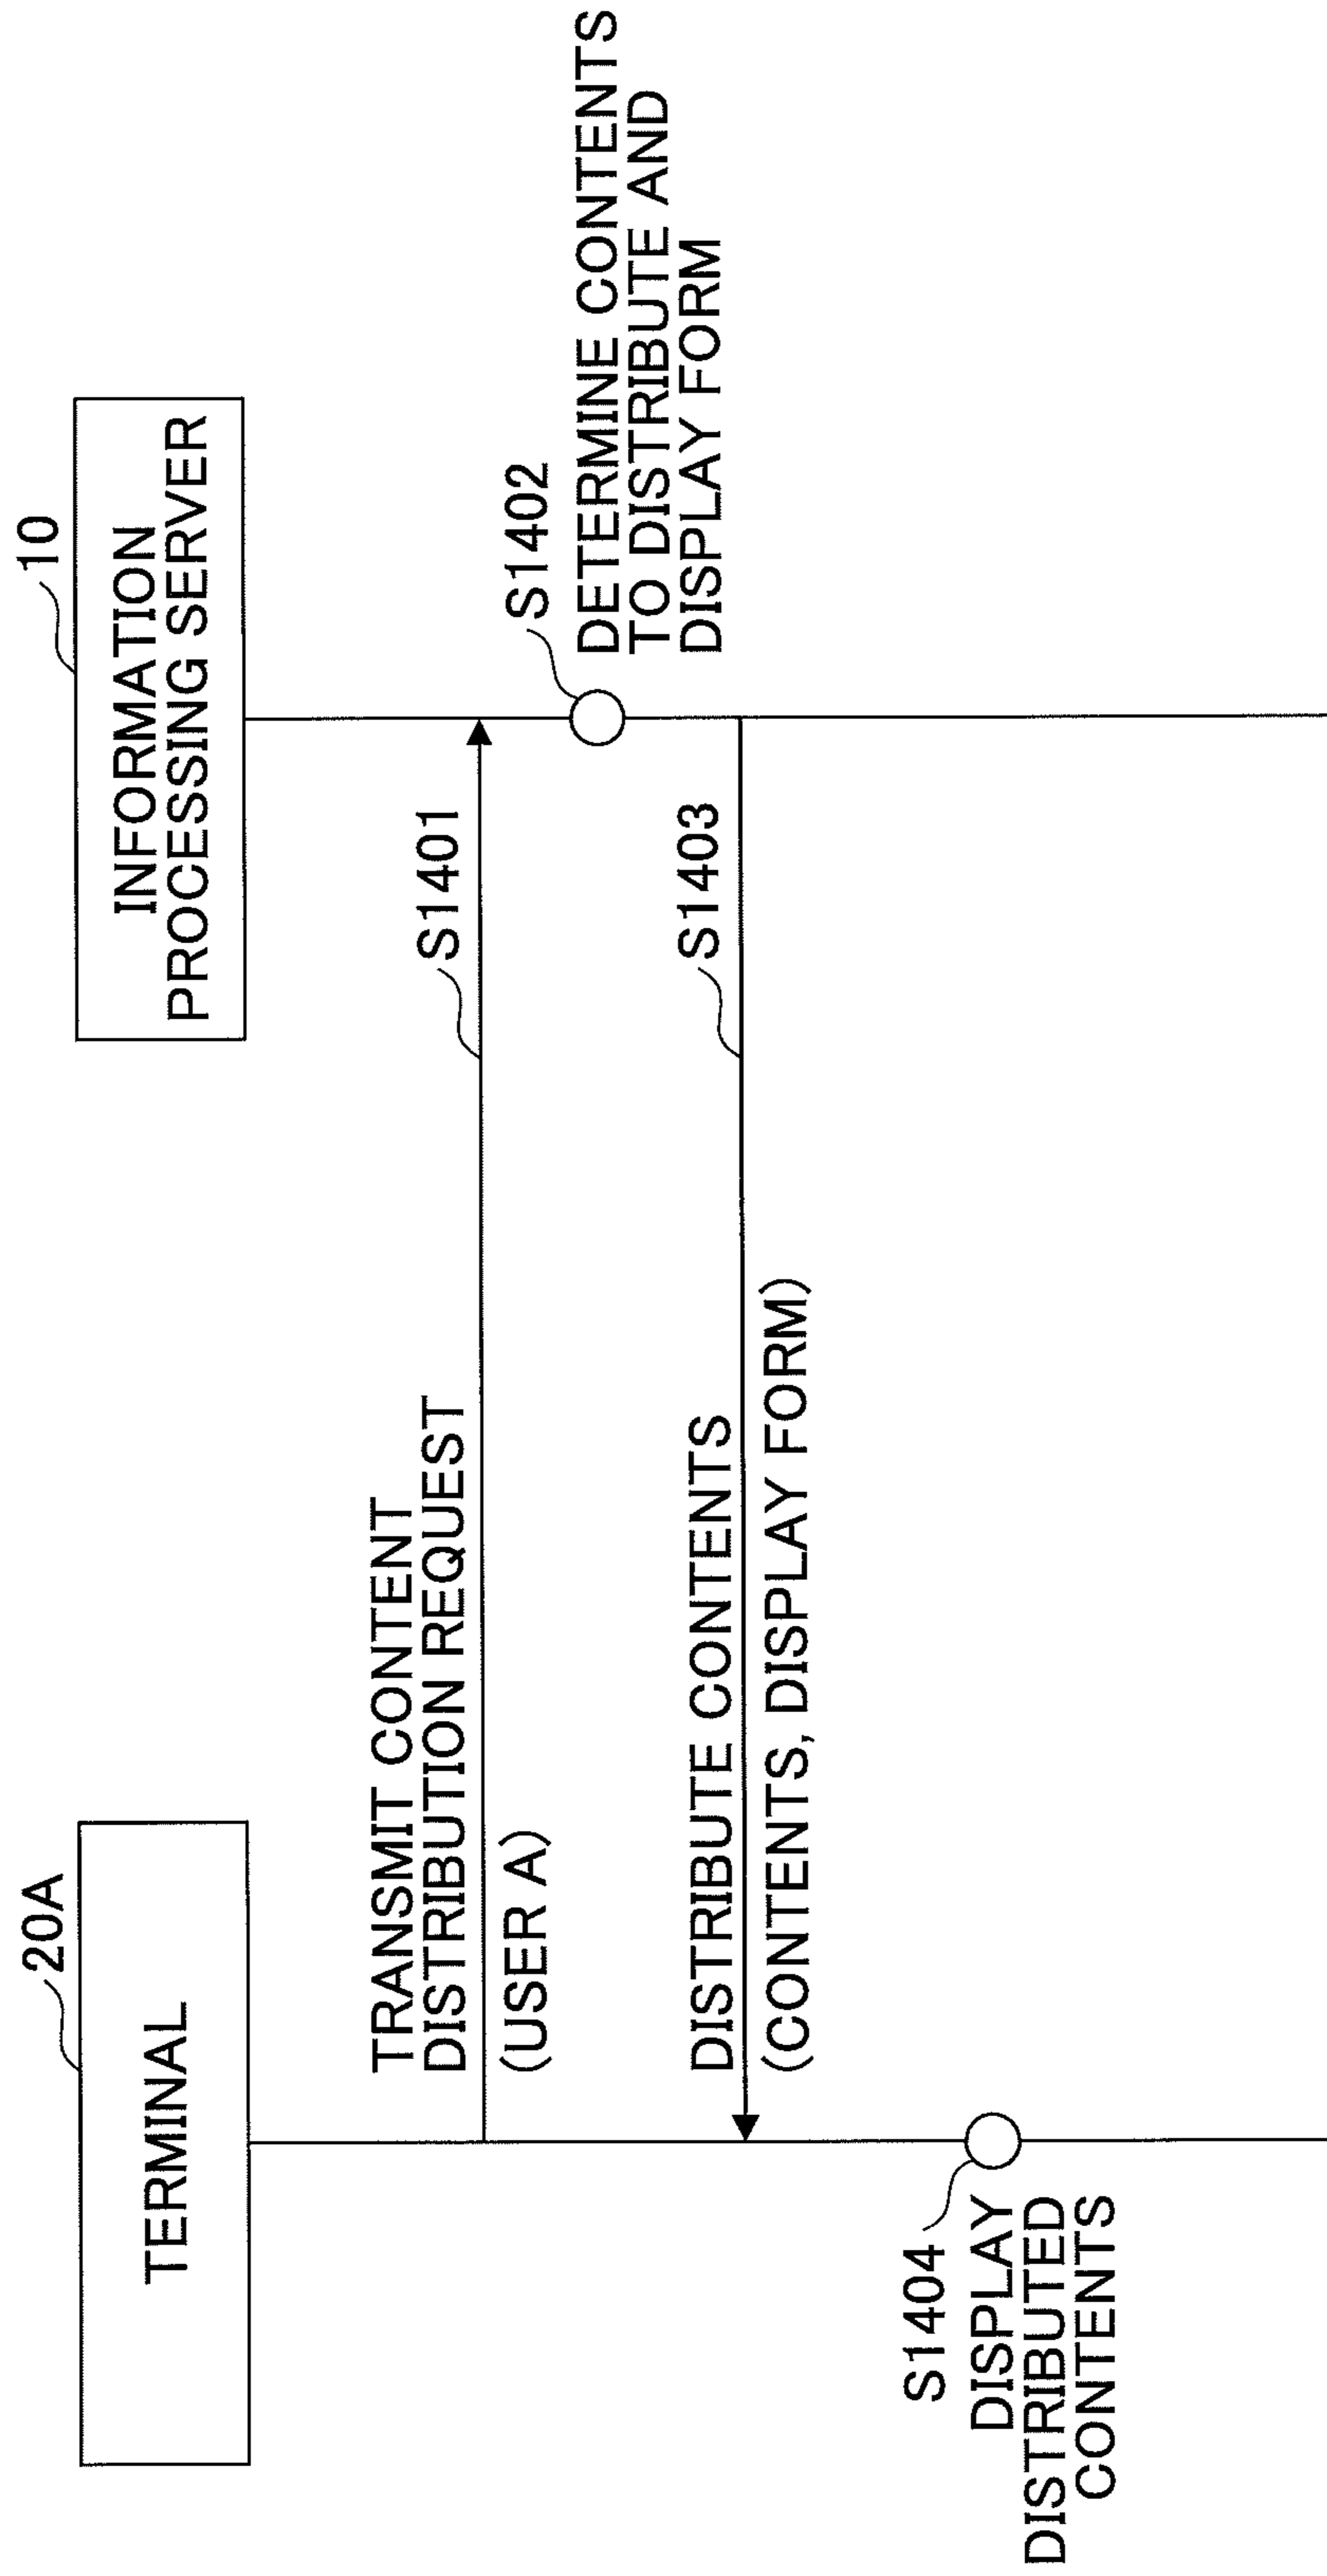 20A
TERMINAL
10
INFORMATION
PROCESSING SERVER
TRANSMIT CONTENT
DISTRIBUTION REQUEST
S1401
(USER A)
S1402
DETERMINE CONTENTS
TO DISTRIBUTE AND
DISPLAY FORM
DISTRIBUTE CONTENTS
S1403
(CONTENTS, DISPLAY FORM)
S1404
DISPLAY
DISTRIBUTED
CONTENTS